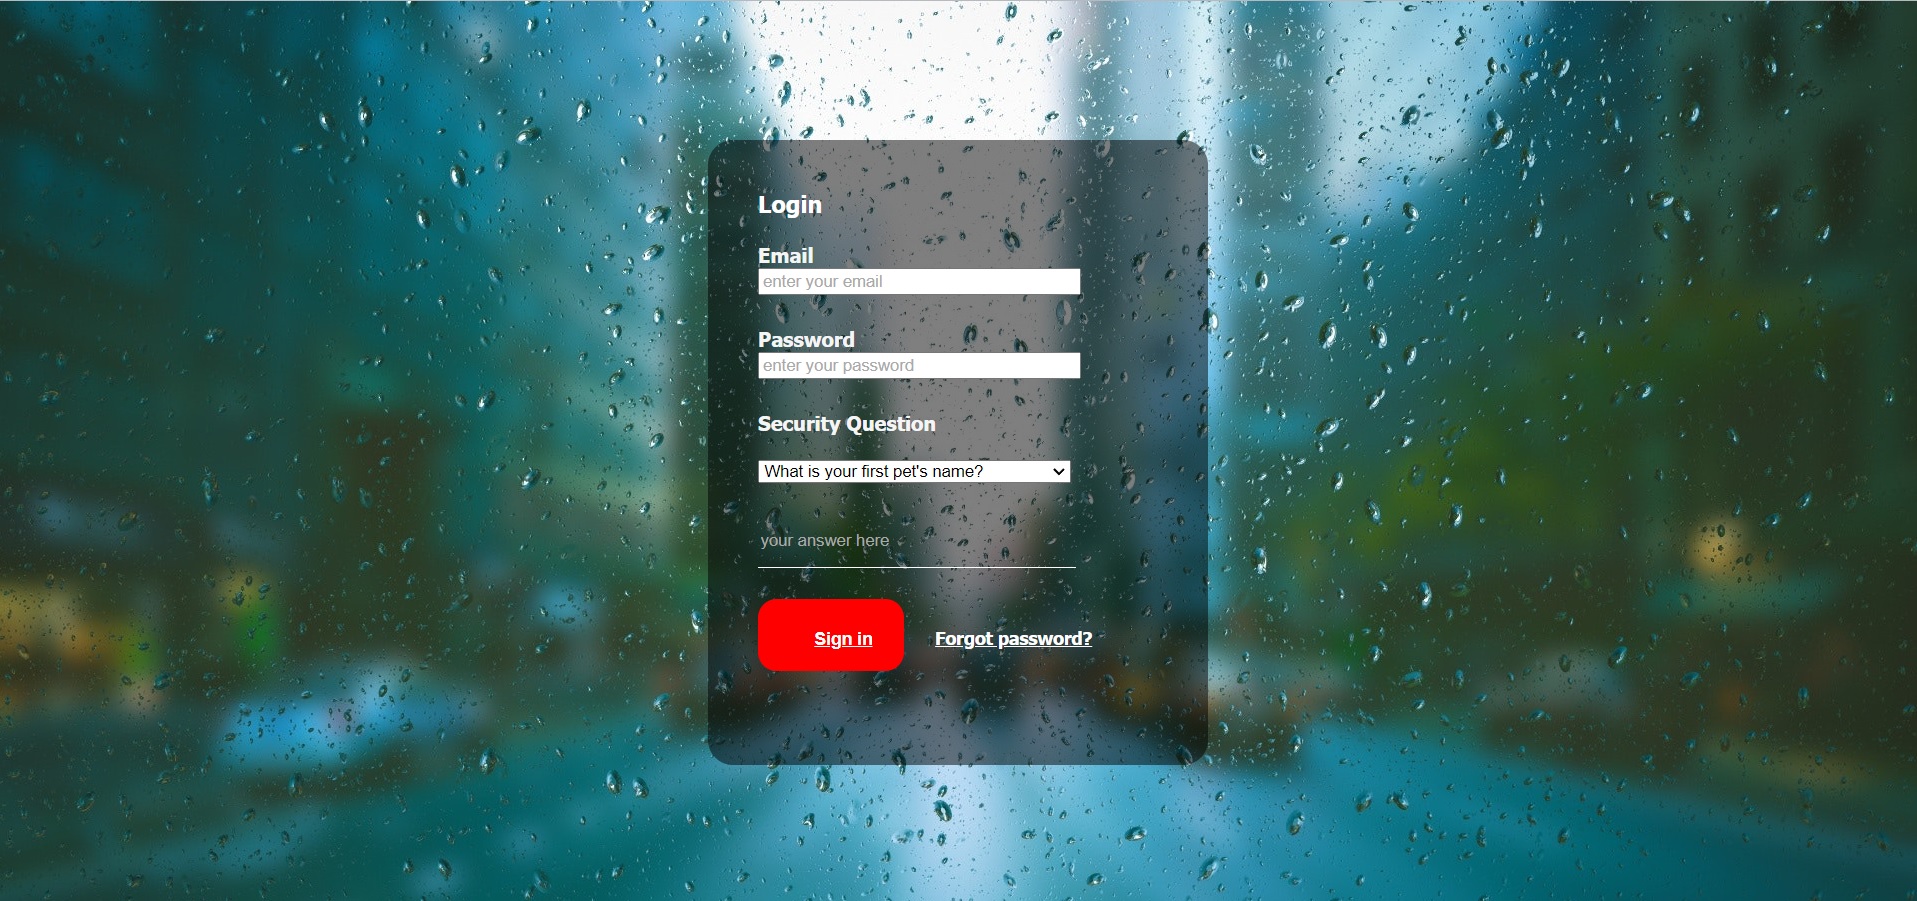 Login
Email
enter your email
Password
enter your password
Security Question
What is your first pet's name?
your answer here
Sign in Forgot password?